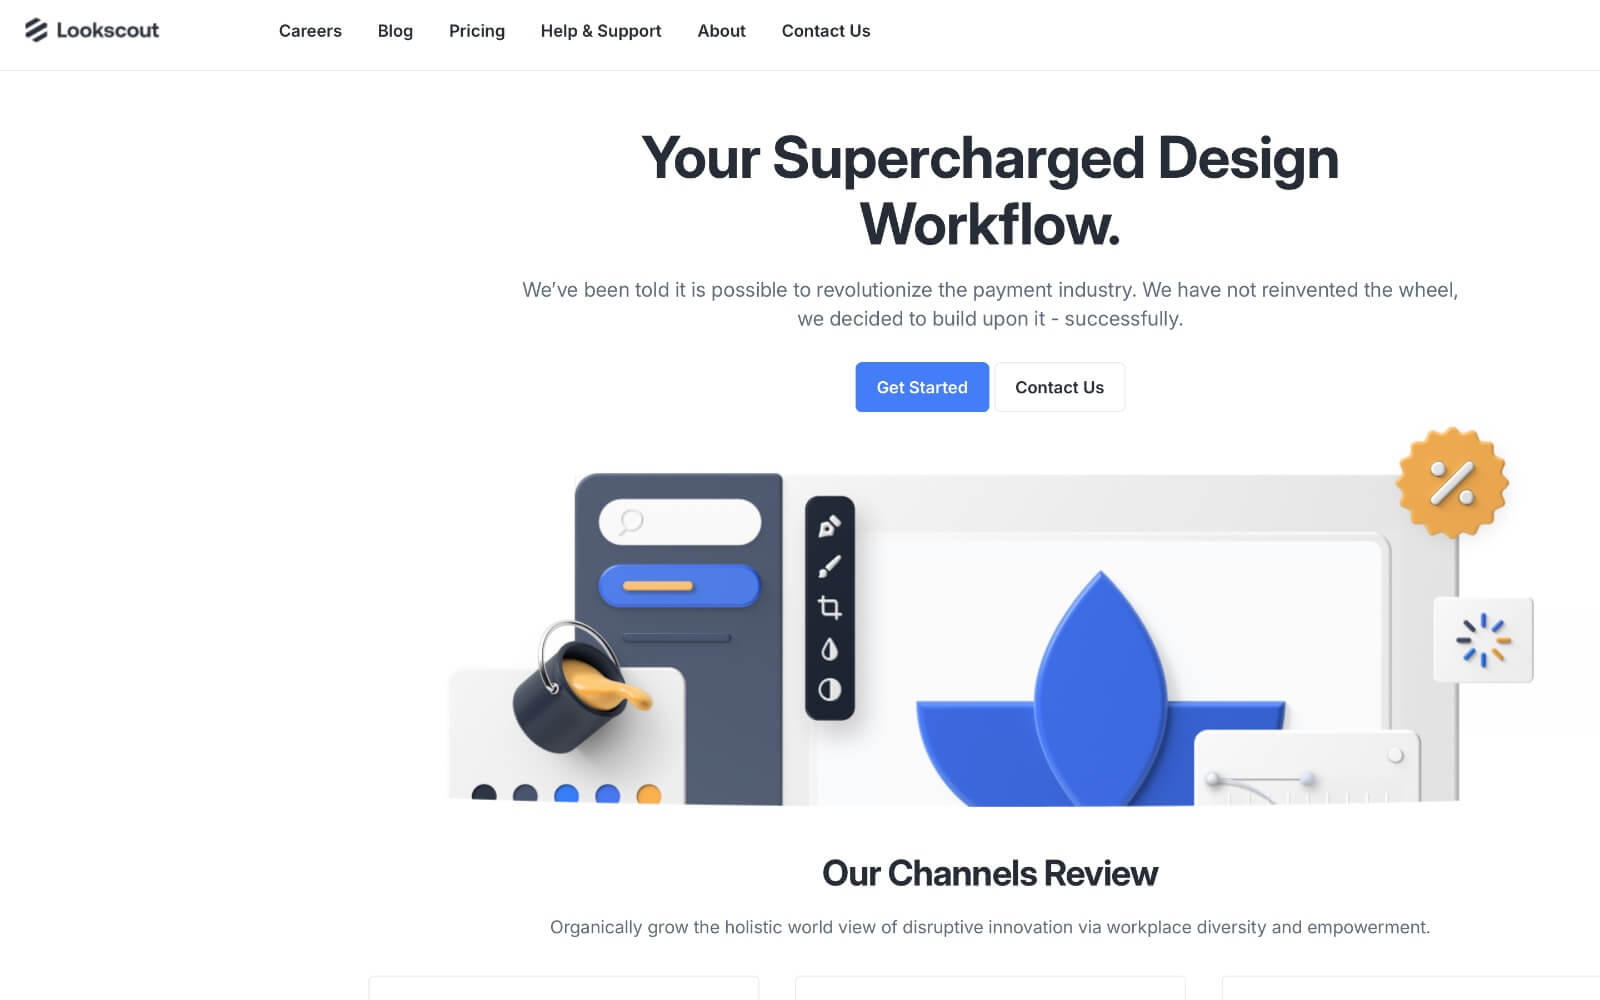 Lookscout
Careers
Blog
Pricing
Help & Support
About
Contact Us
Your Supercharged Design
Workflow.
We’ve been told it is possible to revolutionize the payment industry. We have not reinvented the wheel,
we decided to build upon it - successfully.
Get Started
Contact Us
%
Our Channels Review
Organically grow the holistic world view of disruptive innovation via workplace diversity and empowerment.